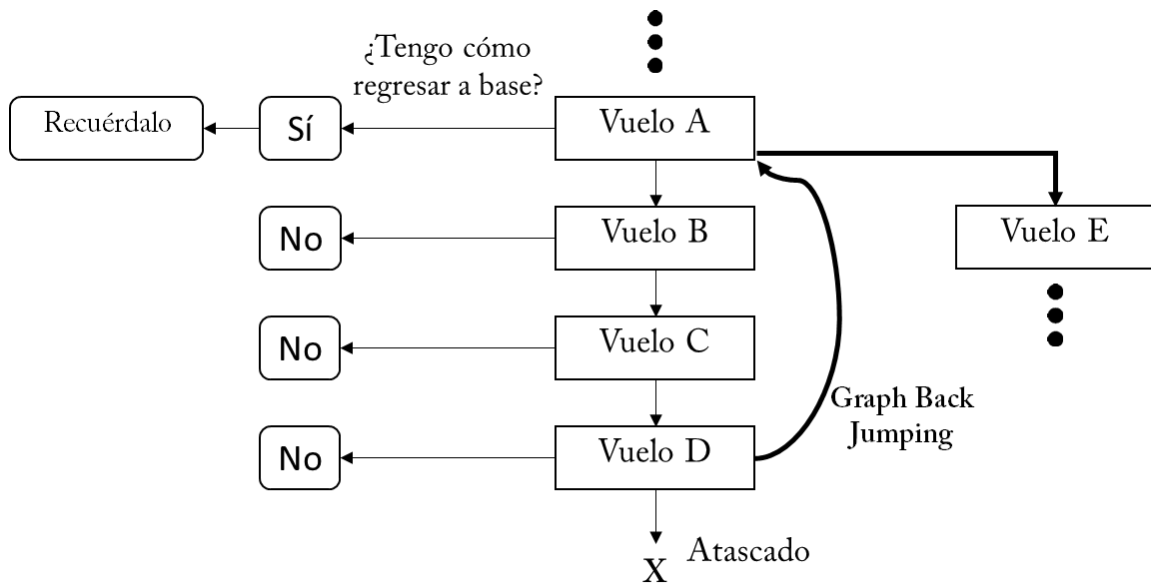 ¿Tengo cómo
regresar a base?
Recuérdalo
Sí
Vuelo A
No
Vuelo B
Vuelo E
No
Vuelo C
Graph Back
Jumping
No
Vuelo D
X
Atascado